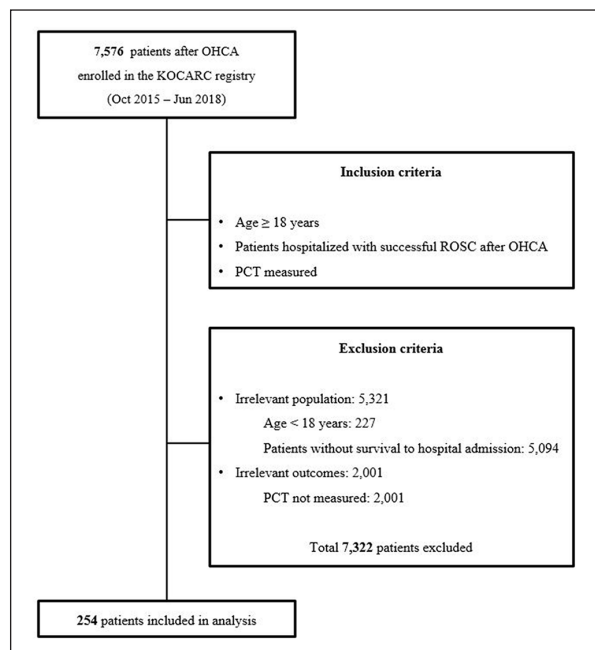 7,576 patients after OHCA
enrolled in the KOCARC registry
(Oct 2015 – Jun 2018)
Inclusion criteria
• Age ≥ 18 years
• Patients hospitalized with successful ROSC after OHCA
• PCT measured
Exclusion criteria
• Irrelevant population: 5,321
Age < 18 years: 227
Patients without survival to hospital admission: 5,094
• Irrelevant outcomes: 2,001
PCT not measured: 2,001
Total 7,322 patients excluded
254 patients included in analysis